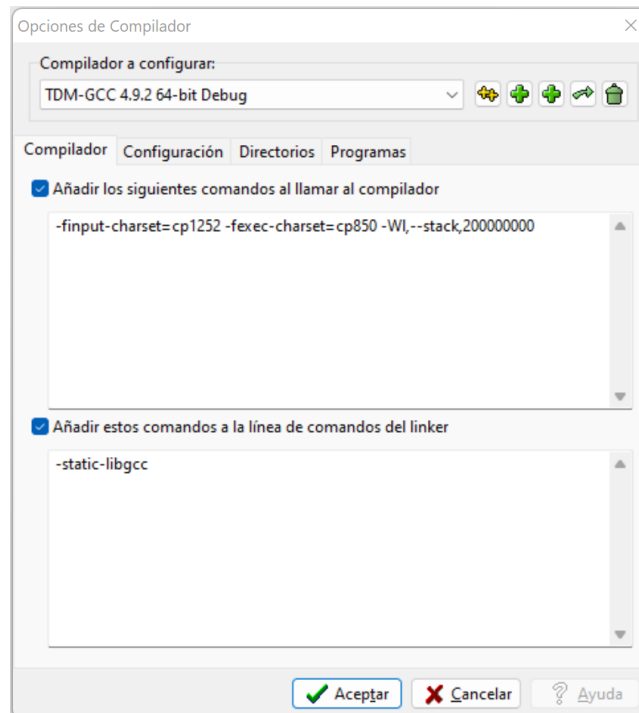 Opciones de Compilador
Compilador a configurar:
TDM-GCC 4.9.2 64-bit Debug
Compilador Configuración Directorios Programas
Añadir los siguientes comandos al llamar al compilador
-finput-charset=cp1252 -fexec-charset=cp850 -Wl,--stack,200000000
Añadir estos comandos a la línea de comandos del linker
-static-libgcc
Aceptar Cancelar Ayuda